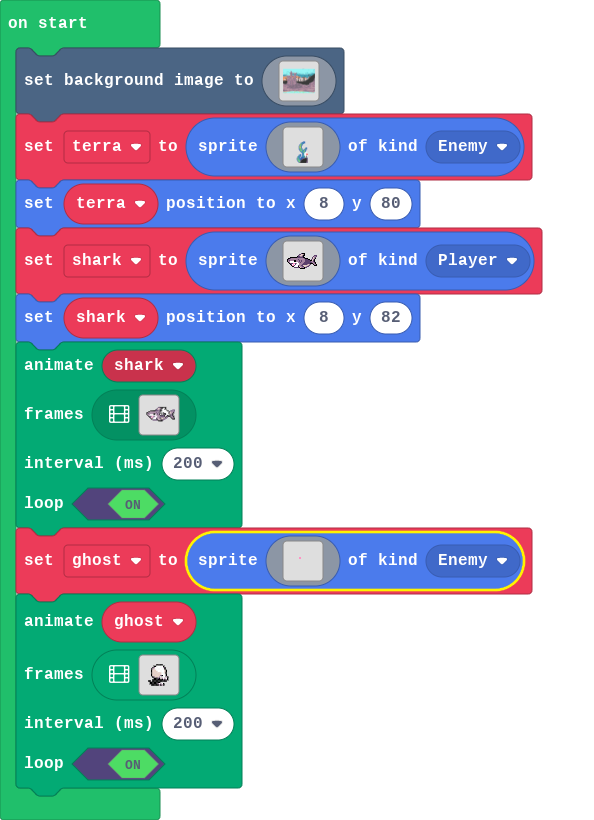 on start
set background image to
set terra to sprite of kind Enemy
set terra position to x 8 y 80
set shark to sprite of kind Player
set shark position to x 8 y 82
animate shark
frames
interval (ms) 200
loop ON
set ghost to sprite of kind Enemy
animate ghost
frames
interval (ms) 200
loop ON